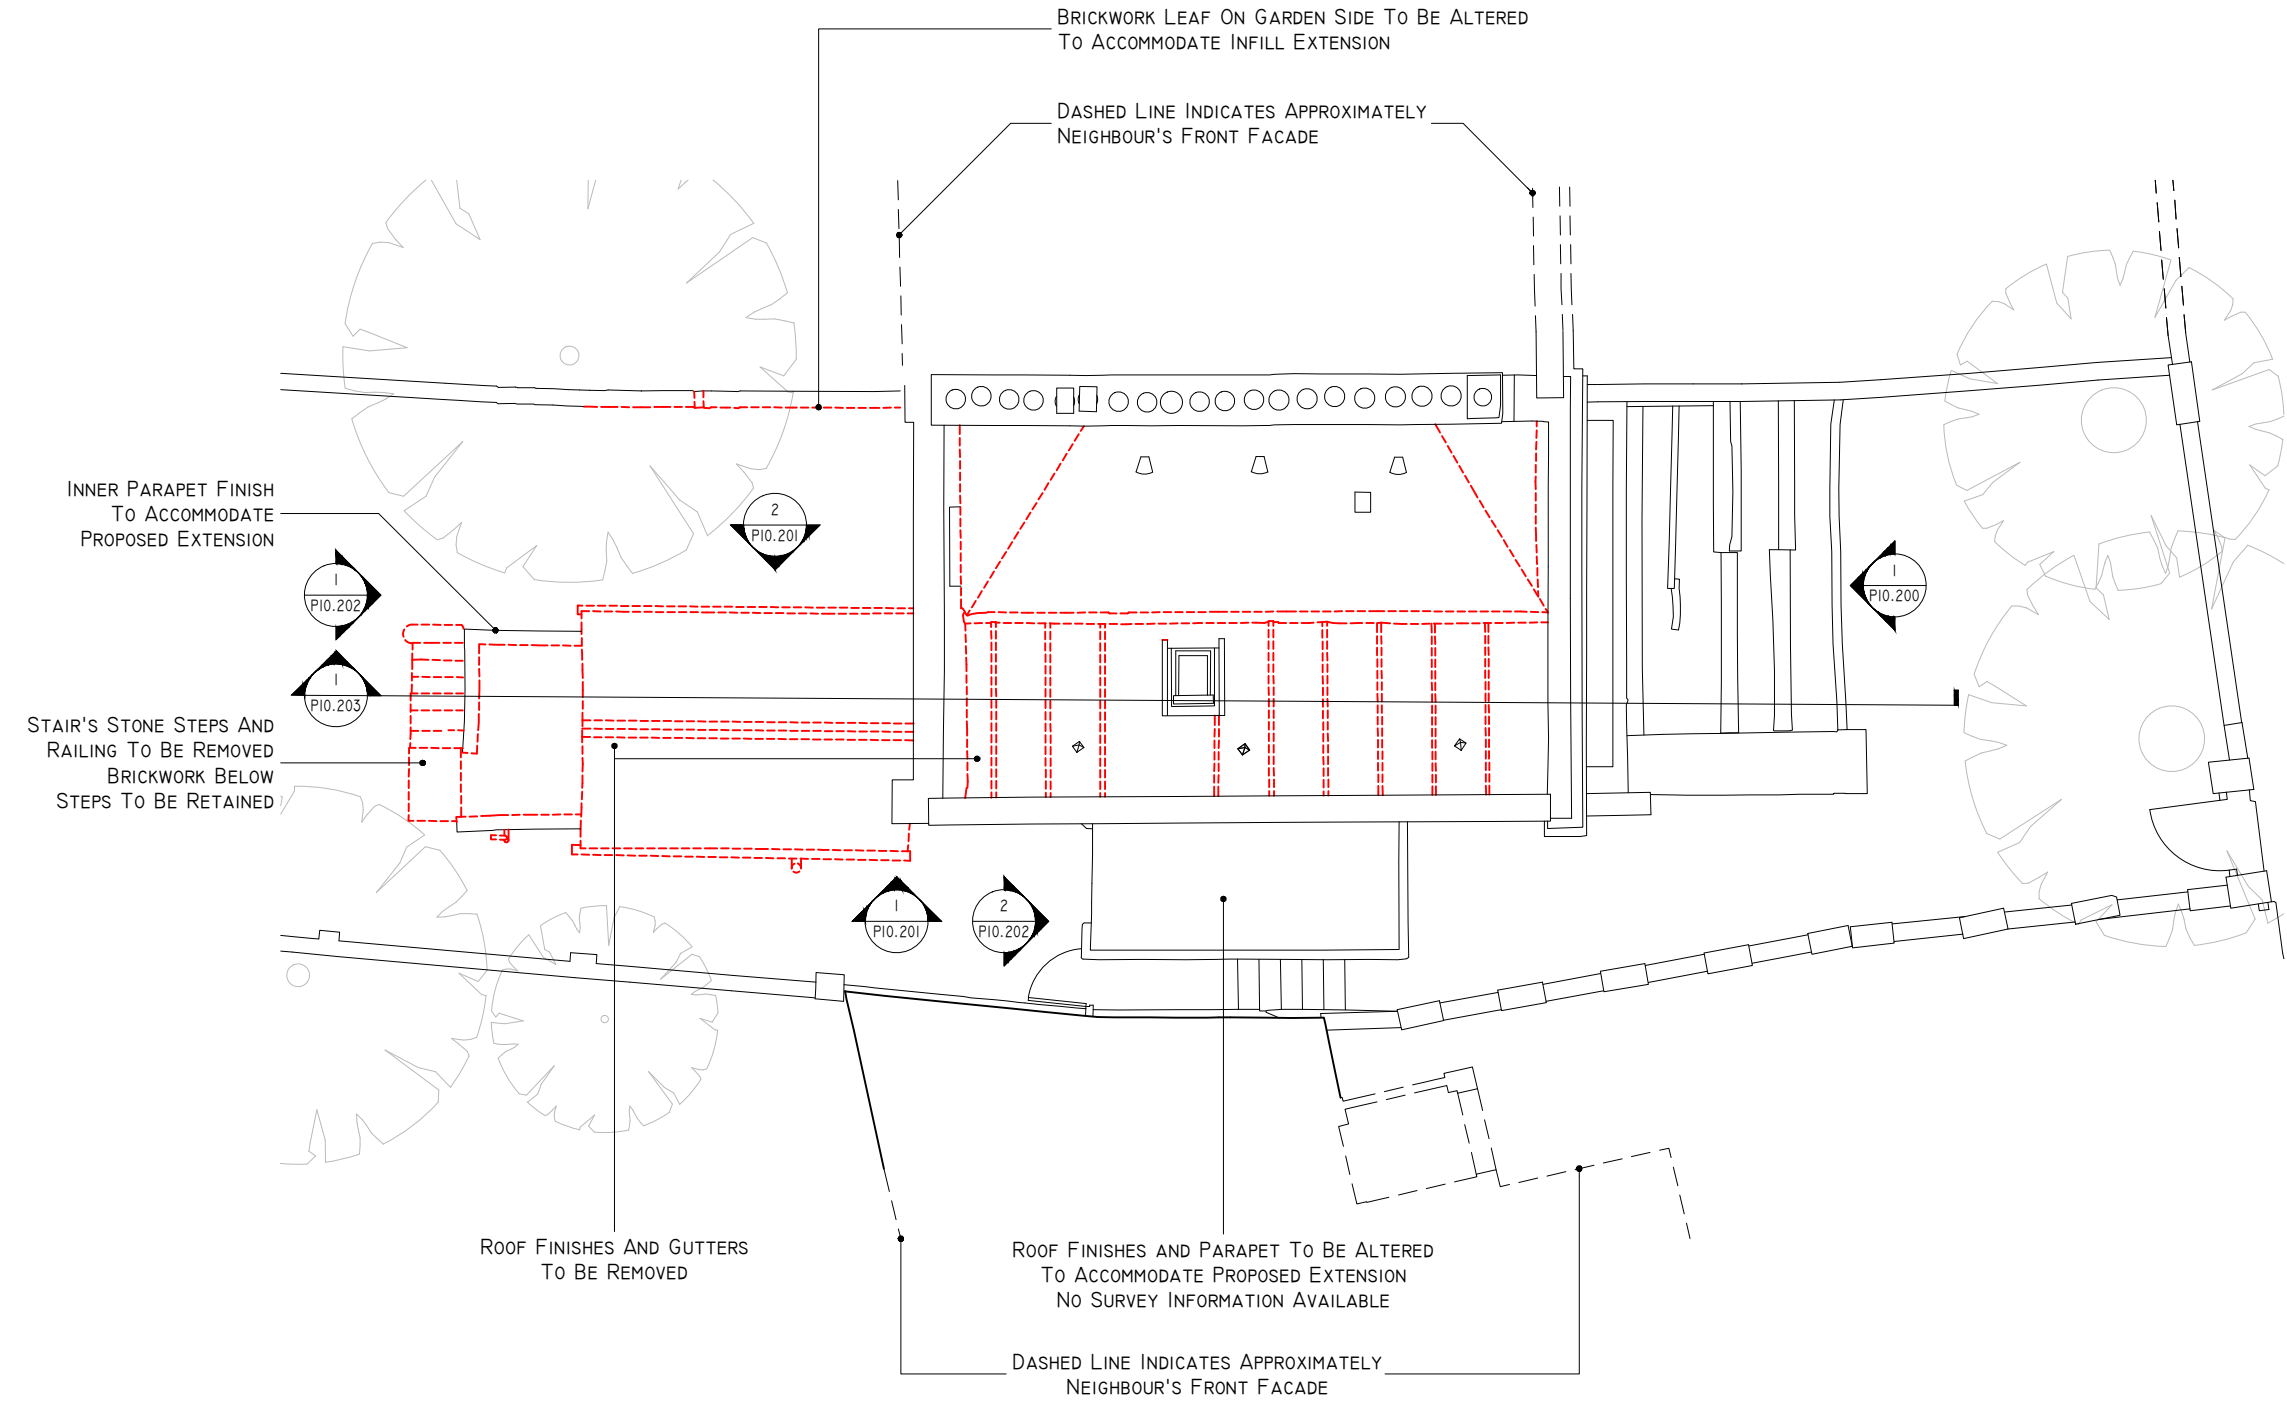 Brickwork Leaf On Garden Side To Be Altered
To Accommodate Infill Extension
Dashed Line Indicates Approximately
Neighbour's Front Facade
Inner Parapet Finish
To Accommodate
Proposed Extension
2
P10.201
1
P10.202
1
P10.200
1
P10.203
Stair's Stone Steps And
Railing To Be Removed
Brickwork Below
Steps To Be Retained
1
P10.201
2
P10.202
Roof Finishes And Gutters
To Be Removed
Roof Finishes and Parapet To Be Altered
To Accommodate Proposed Extension
No Survey Information Available
Dashed Line Indicates Approximately
Neighbour's Front Facade